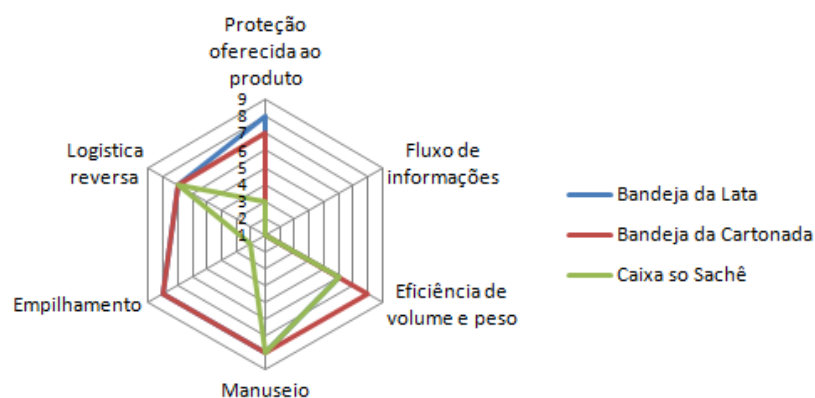 Proteção
oferecida ao
produto
9
8
7
6
5
4
3
2
1
Logistica
reversa
Fluxo de
informações
Empilhamento
Eficiência de
volume e peso
Manuseio
Bandeja da Lata
Bandeja da Cartonada
Caixa so Sachê